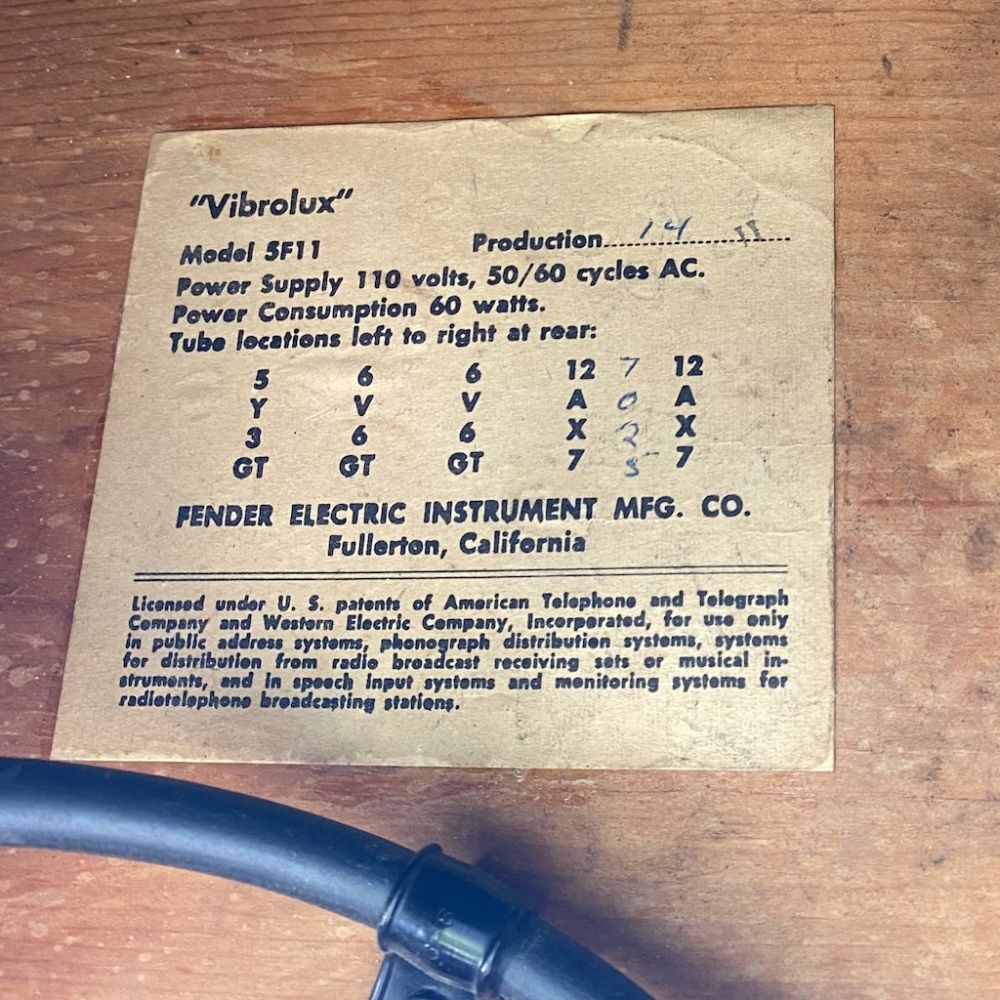 "Vibrolux"
Model 5F11 Production 14
Power Supply 110 volts, 50/60 cycles AC.
Power Consumption 60 watts.
Tube locations left to right at rear:
5 6 6 12 7 12
Y V V A 0 A
3 6 6 X 2 X
GT GT GT 7 5 7
FENDER ELECTRIC INSTRUMENT MFG. CO.
Fullerton, California
Licensed under U. S. patents of American Telephone and Telegraph
Company and Western Electric Company, Incorporated, for use only
in public address systems, phonograph distribution systems, systems
for distribution from radio broadcast receiving sets or musical in-
struments, and in speech input systems and monitoring systems for
radiotelephone broadcasting stations.